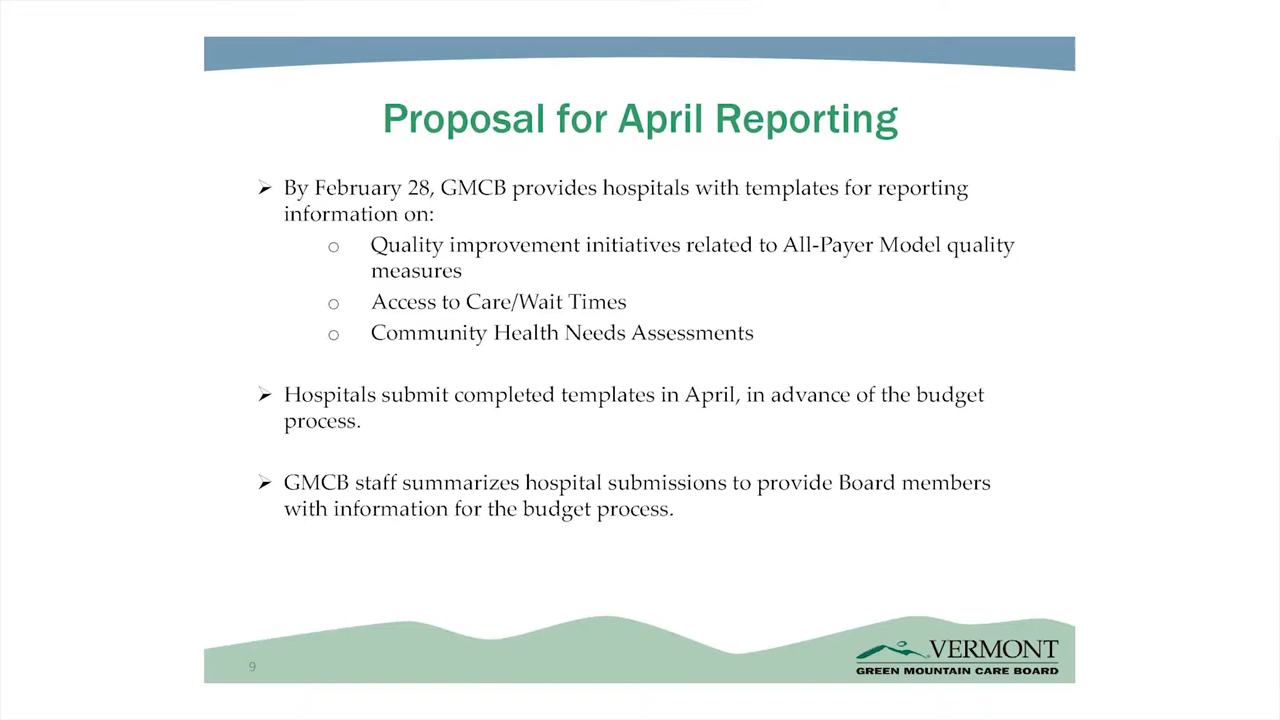 Proposal for April Reporting
➢ By February 28, GMCB provides hospitals with templates for reporting
information on:
o Quality improvement initiatives related to All-Payer Model quality
measures
o Access to Care/Wait Times
o Community Health Needs Assessments
➢ Hospitals submit completed templates in April, in advance of the budget
process.
➢ GMCB staff summarizes hospital submissions to provide Board members
with information for the budget process.
9
VERMONT
GREEN MOUNTAIN CARE BOARD